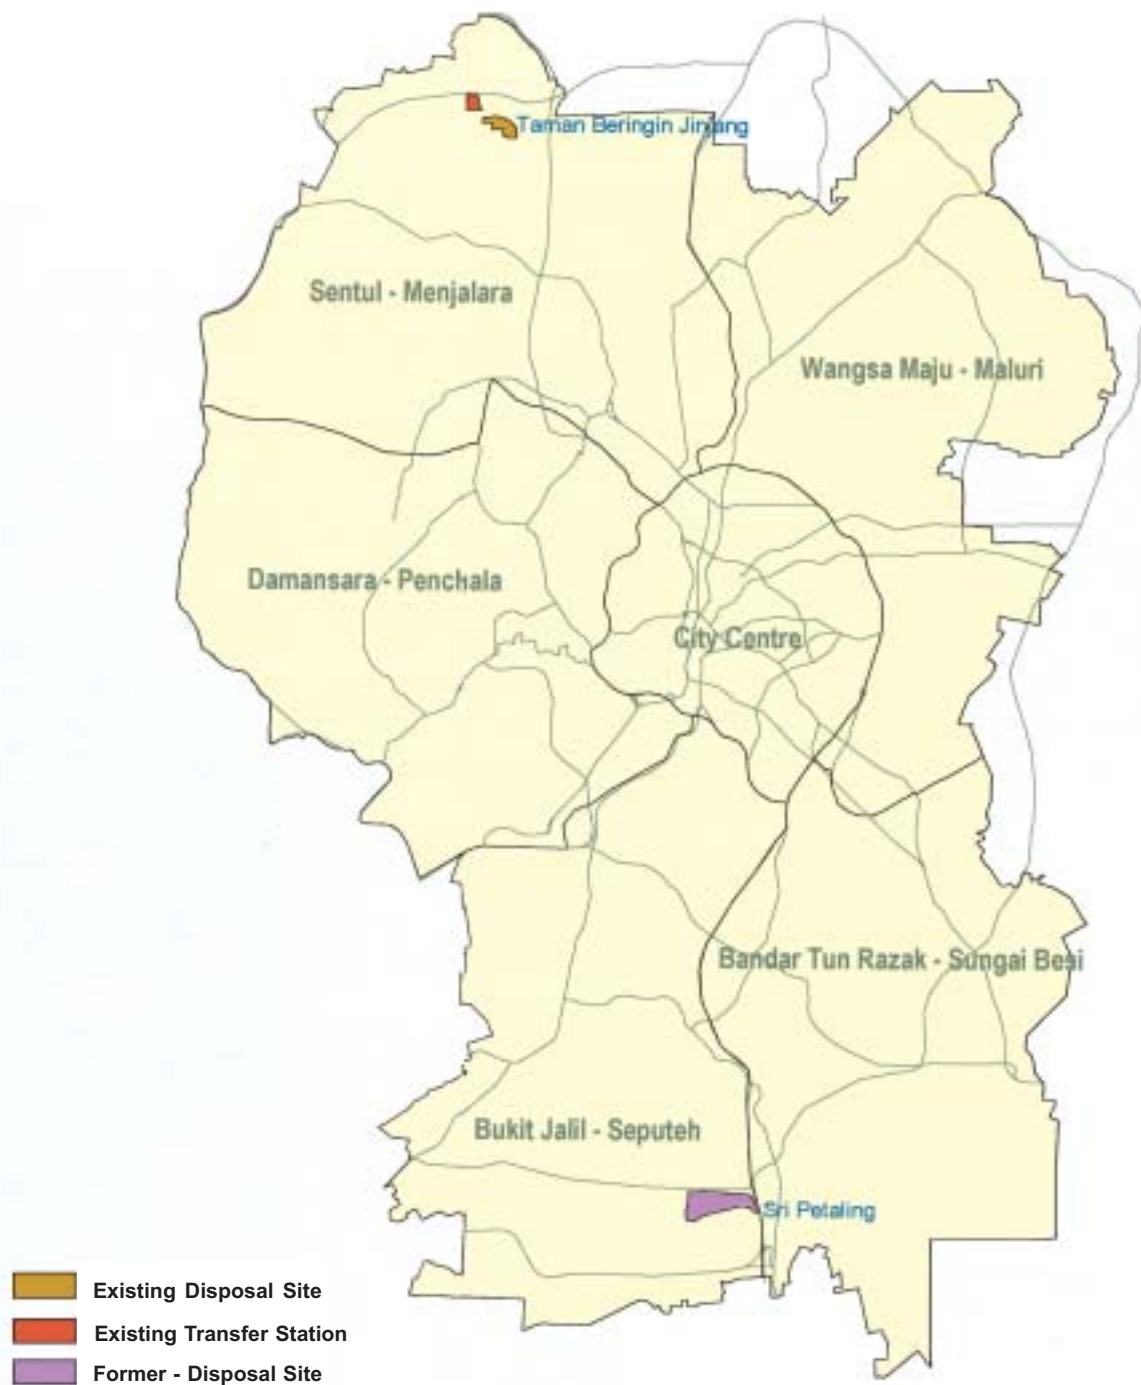 Taman Beringin Jinjang
Sentul - Menjalara
Wangsa Maju - Maluri
Damansara - Penchala
City Centre
Bandar Tun Razak - Sungai Besi
Bukit Jalil - Seputeh
Sri Petaling
Existing Disposal Site
Existing Transfer Station
Former - Disposal Site